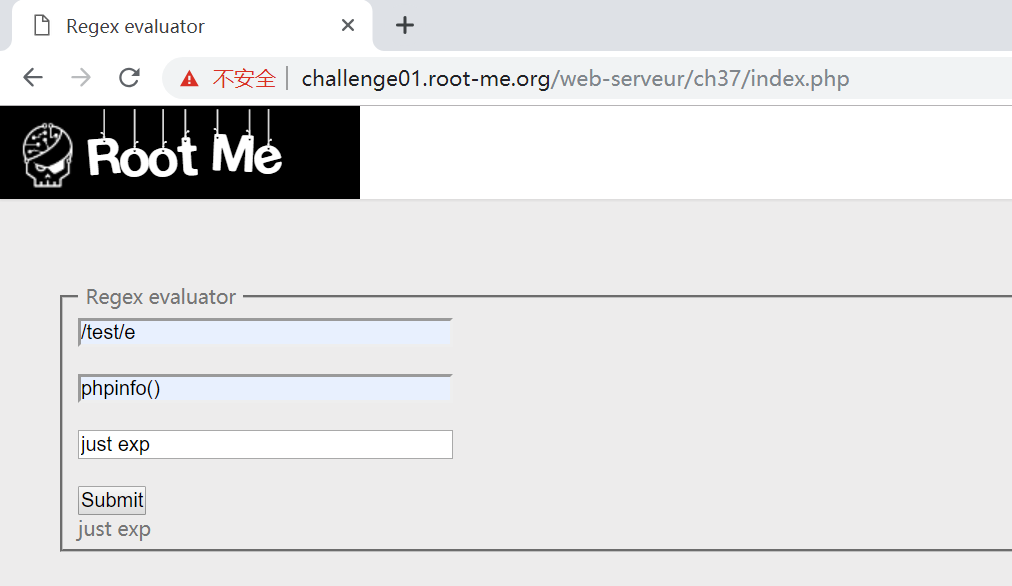 Regex evaluator
不安全 challenge01.root-me.org/web-serveur/ch37/index.php
Root Me
Regex evaluator
/test/e
phpinfo()
just exp
Submit
just exp